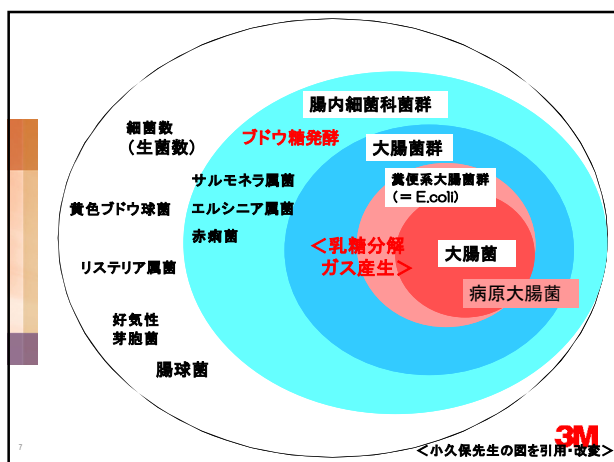 腸内細菌科菌群
細菌数
（生菌数）
ブドウ糖発酵
大腸菌群
サルモネラ属菌
糞便系大腸菌群
(＝E.coli)
黄色ブドウ球菌
エルシニア属菌
赤痢菌
＜乳糖分解
ガス産生＞
大腸菌
リステリア属菌
病原大腸菌
好気性
芽胞菌
腸球菌
7
3M
＜小久保先生の図を引用・改変＞